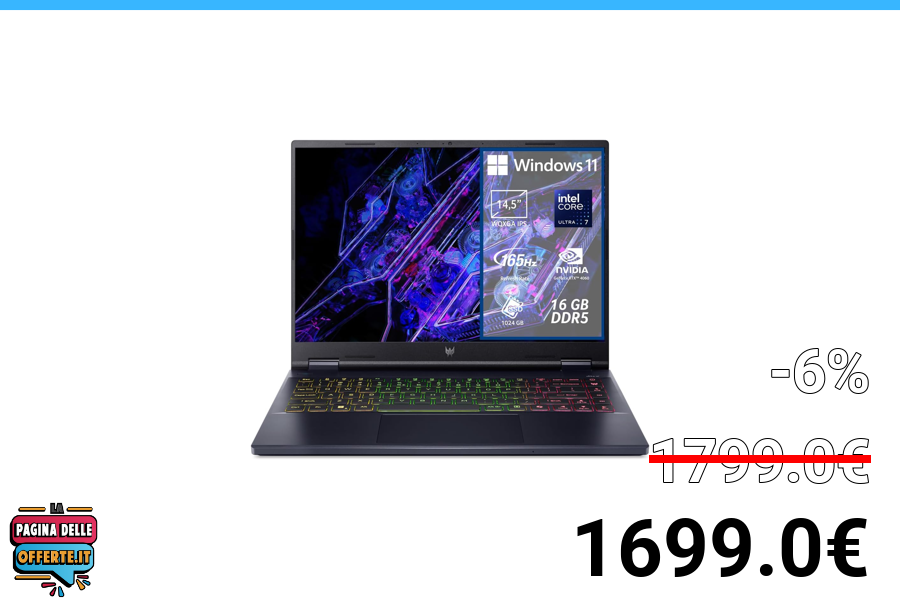 Windows 11
14,5"
WQXGA IPS
intel
CORE
ULTRA 7
165Hz
NVIDIA
16 GB
DDR5
1024 GB
-6%
1799.0€
1699.0€
LA
PAGINA DELLE
OFFERTE.IT